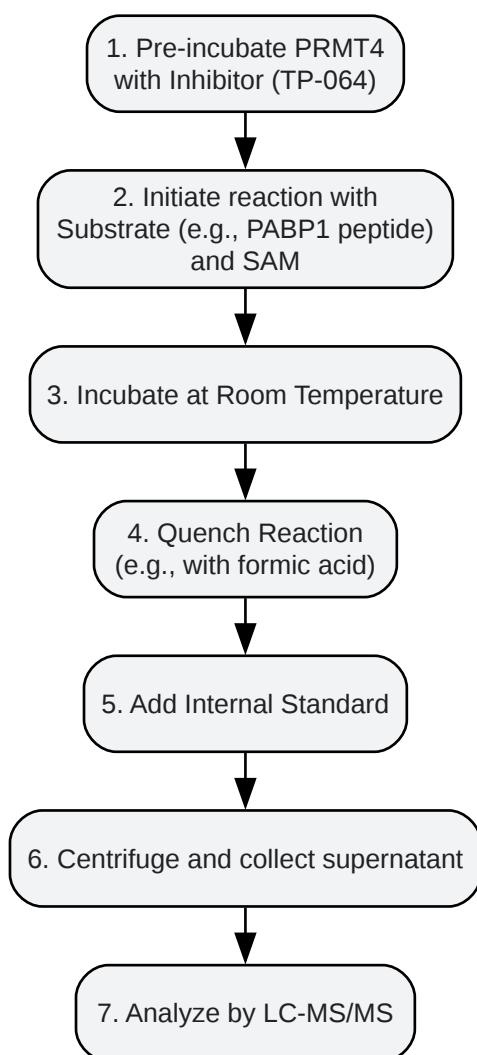 1. Pre-incubate PRMT4
with Inhibitor (TP-064)
2. Initiate reaction with
Substrate (e.g., PABP1 peptide)
and SAM
3. Incubate at Room Temperature
4. Quench Reaction
(e.g., with formic acid)
5. Add Internal Standard
6. Centrifuge and collect supernatant
7. Analyze by LC-MS/MS